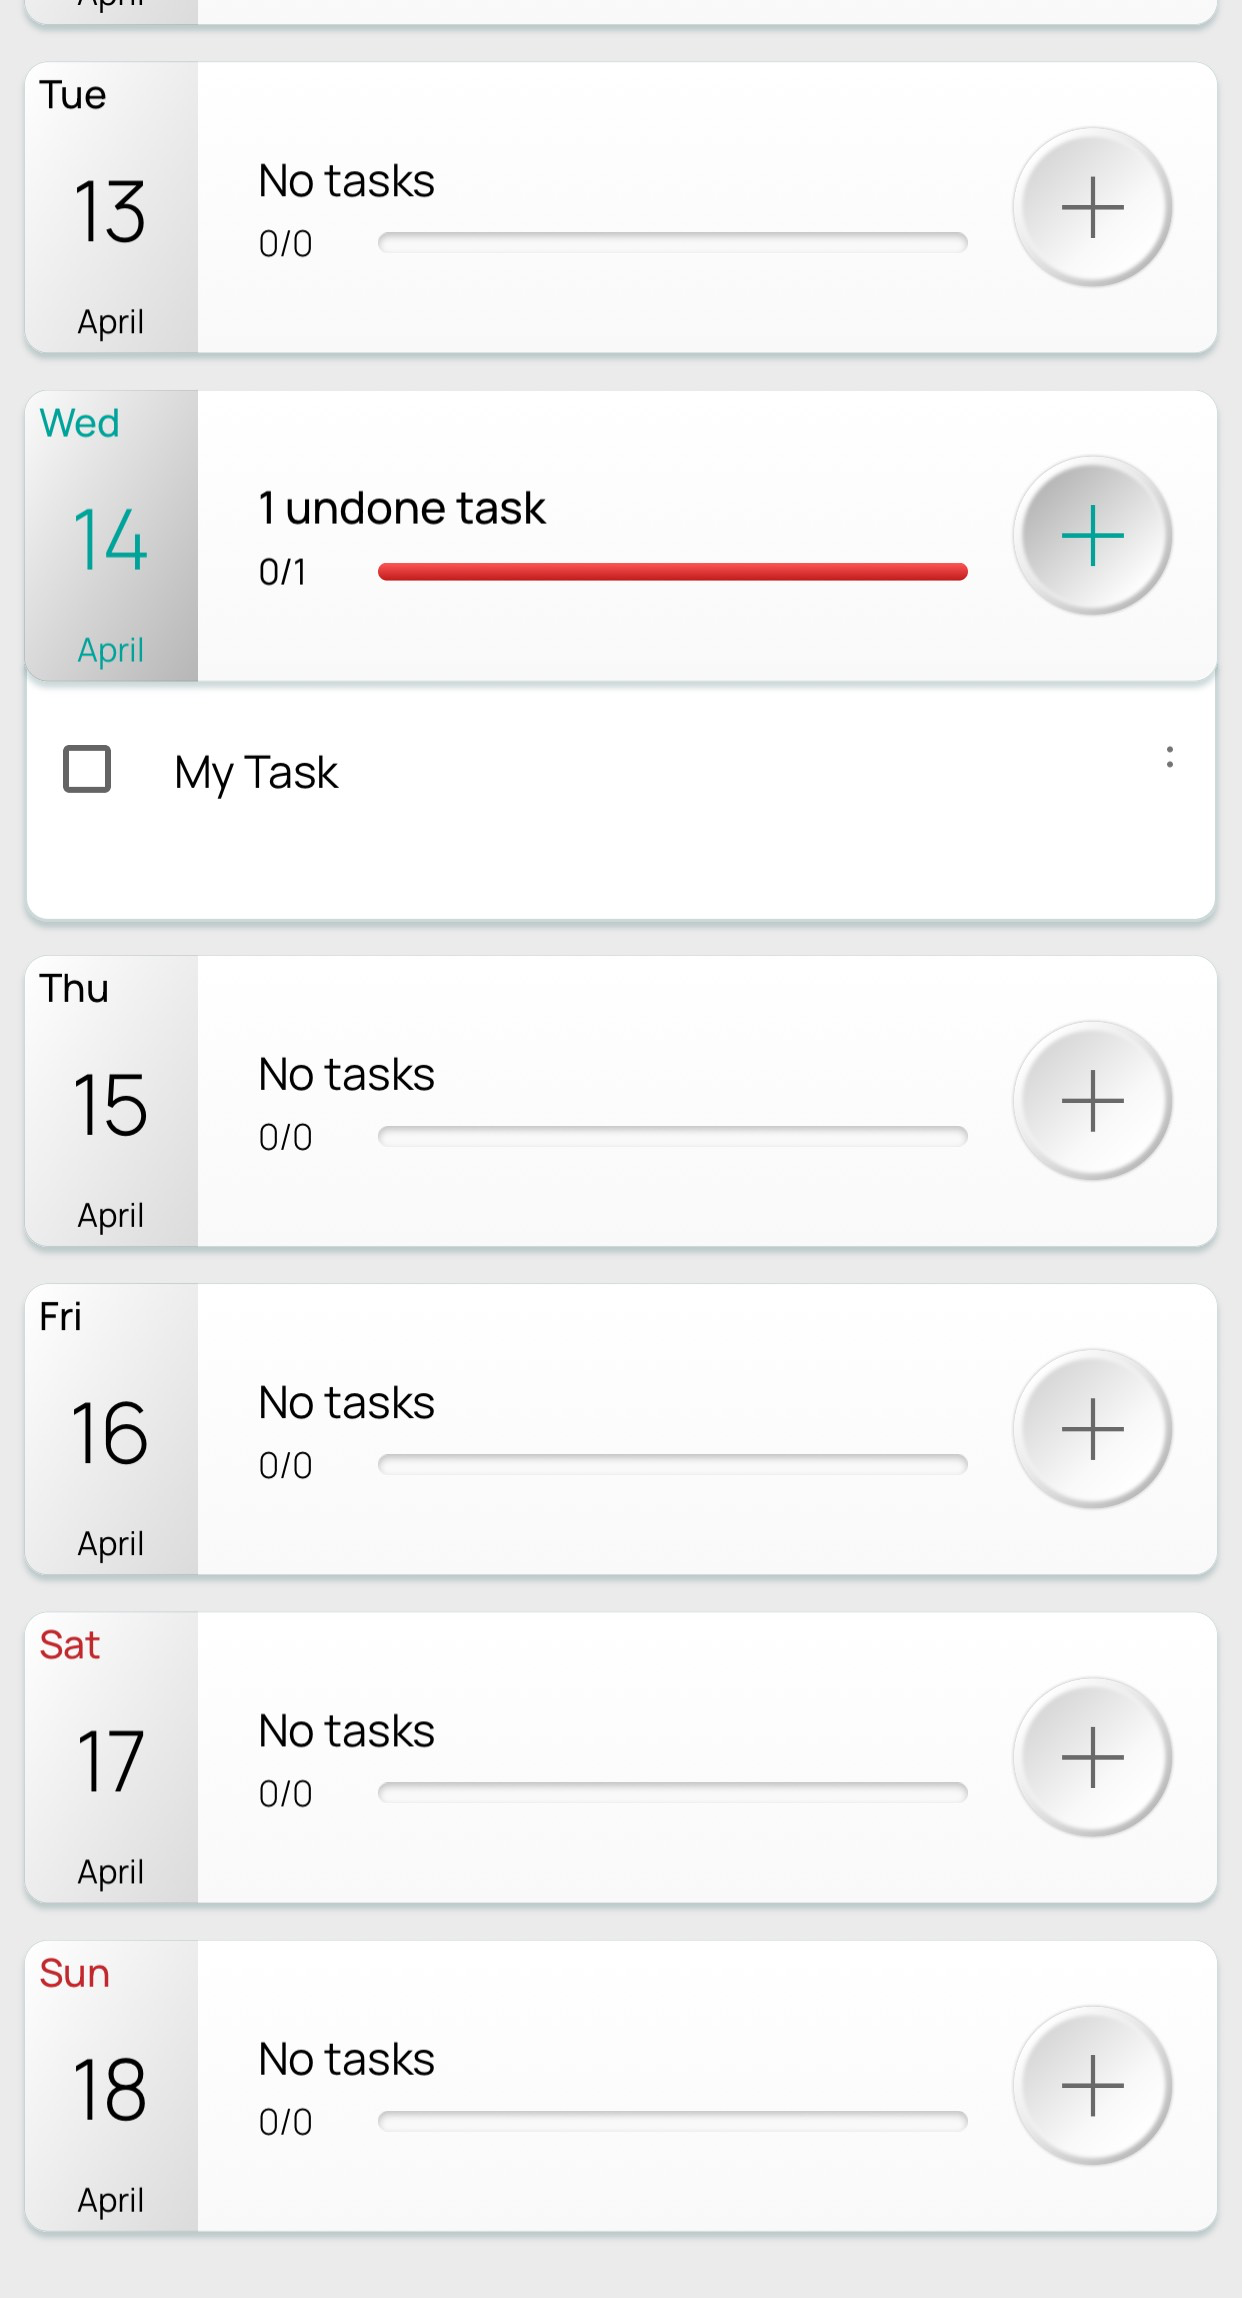 April
Tue
13
April
No tasks
0/0
Wed
14
April
1 undone task
0/1
My Task
Thu
15
April
No tasks
0/0
Fri
16
April
No tasks
0/0
Sat
17
April
No tasks
0/0
Sun
18
April
No tasks
0/0